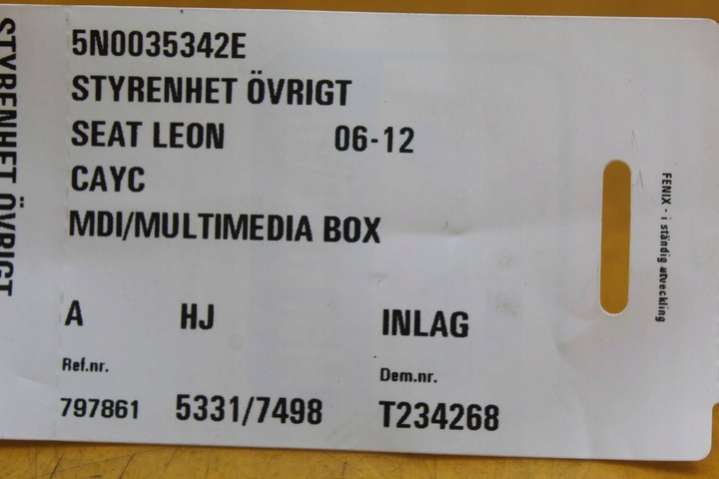 STYRENHET ÖVRIGT
5N0035342E
STYRENHET ÖVRIGT
SEAT LEON 06-12
CAYC
MDI/MULTIMEDIA BOX
A HJ INLAG
Ref.nr. Dem.nr.
797861 5331/7498 T234268
FENIX - i ständig utveckling